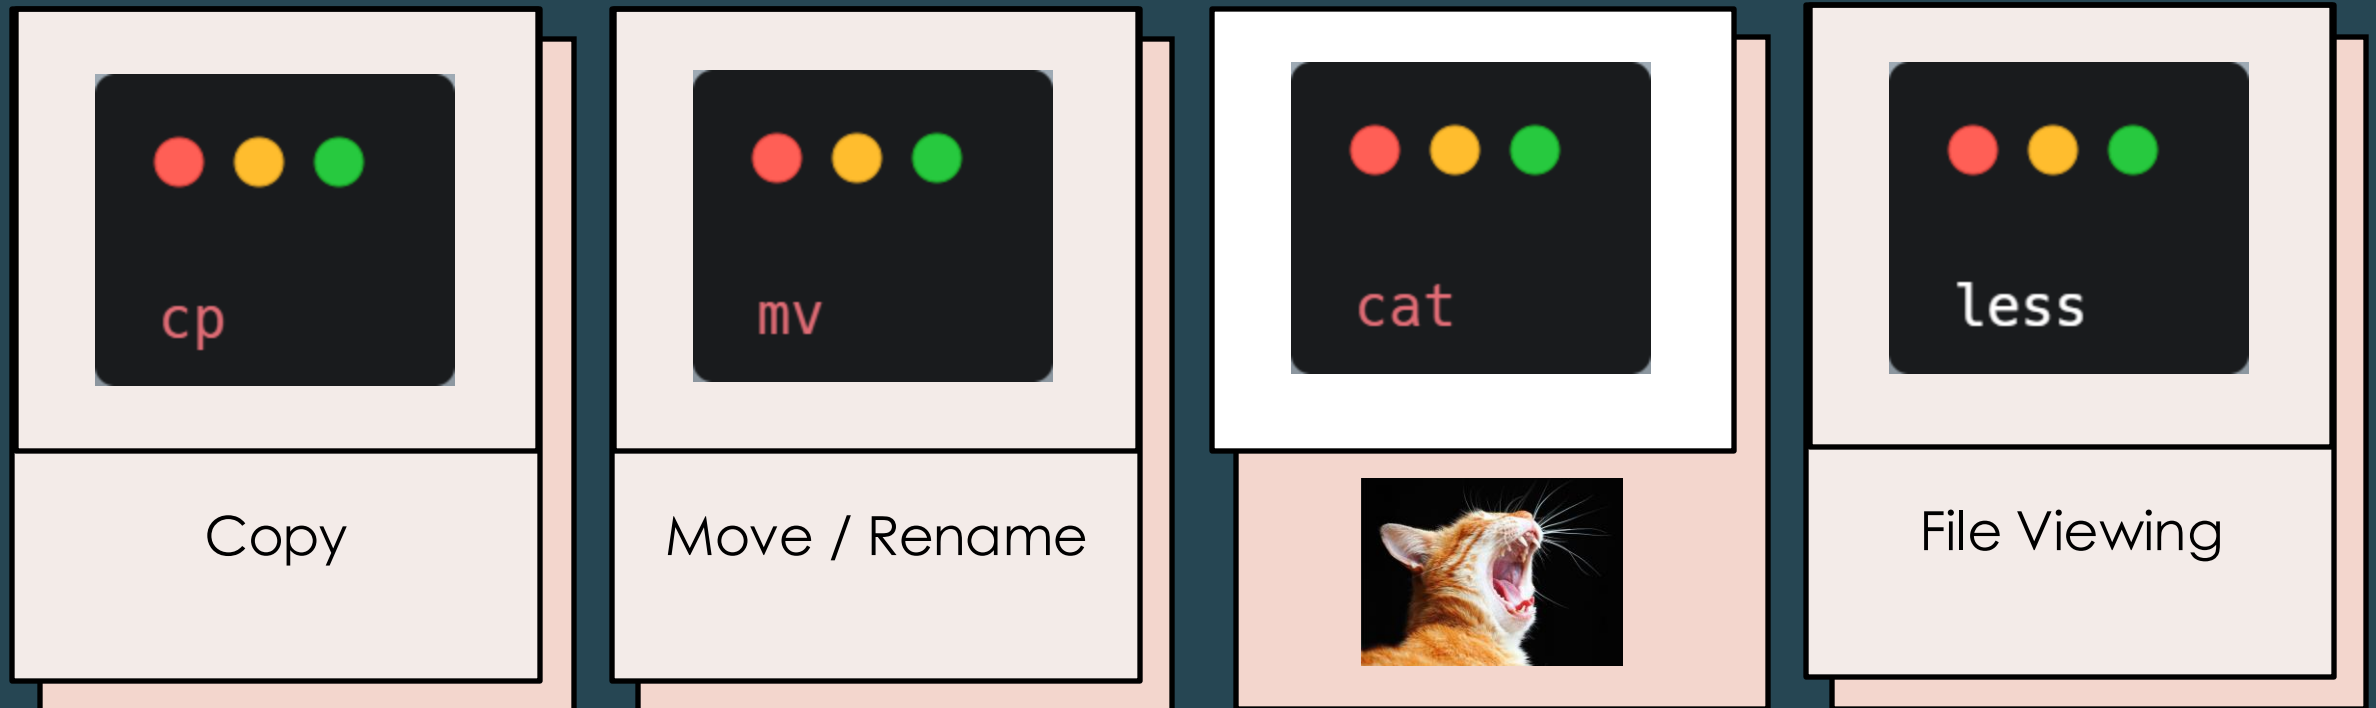 cp
Copy
mv
Move / Rename
cat
less
File Viewing